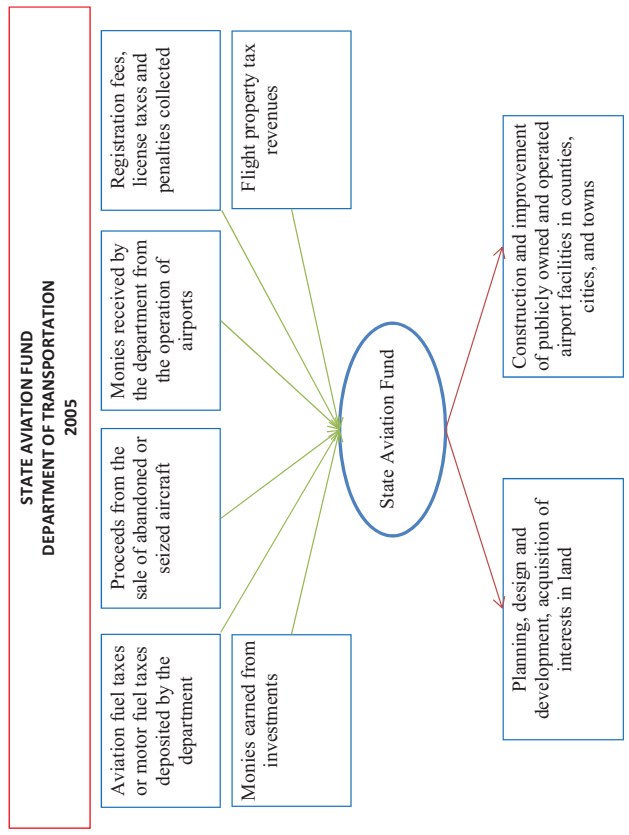 STATE AVIATION FUND
DEPARTMENT OF TRANSPORTATION
2005
Aviation fuel taxes
or motor fuel taxes
deposited by the
department
Proceeds from the
sale of abandoned or
seized aircraft
Monies received by
the department from
the operation of
airports
Registration fees,
license taxes and
penalties collected
Monies earned from
investments
Flight property tax
revenues
State Aviation Fund
Planning, design and
development, acquisition of
interests in land
Construction and improvement
of publicly owned and operated
airport facilities in counties,
cities, and towns